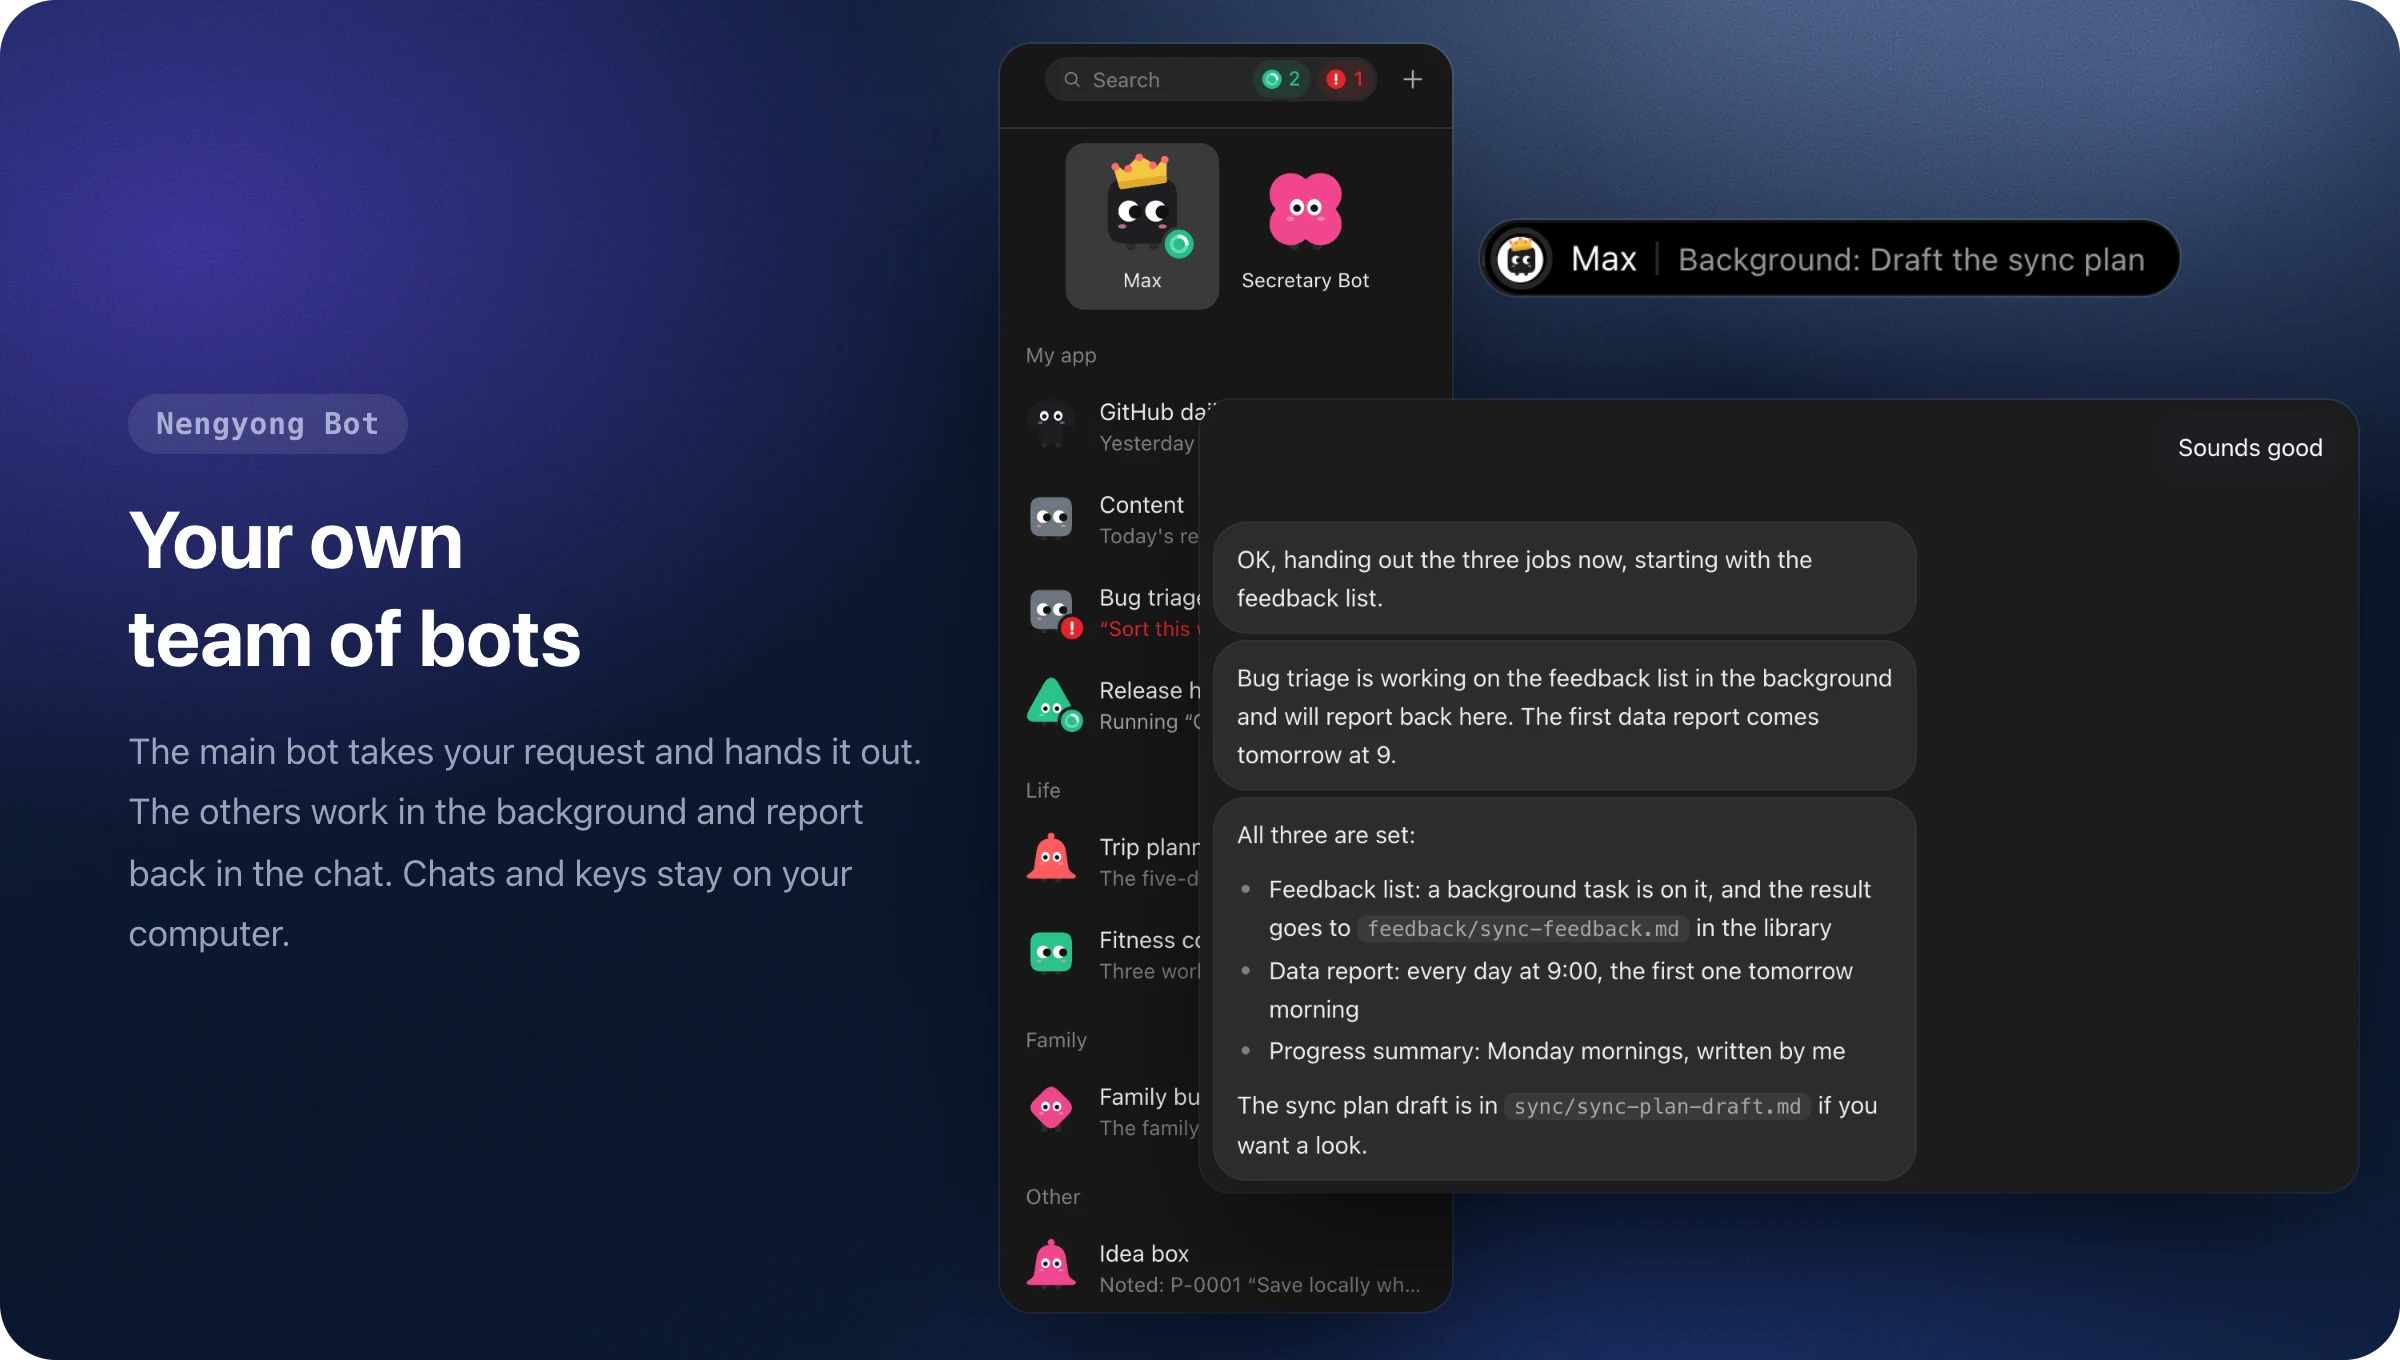 Nengyong Bot
Your own
team of bots
The main bot takes your request and hands it out.
The others work in the background and report
back in the chat. Chats and keys stay on your
computer.
Search
2
1
Max
Secretary Bot
My app
GitHub
Yesterday
Content
Today's
Bug triage
“Sort this
Release
Running
Life
Trip
The
Fitness
Three
Family
Family
The family
Other
Idea box
Noted: P-0001 “Save locally wh...
Max
Background: Draft the sync plan
Sounds good
OK, handing out the three jobs now, starting with the
feedback list.
Bug triage is working on the feedback list in the background
and will report back here. The first data report comes
tomorrow at 9.
All three are set:
• Feedback list: a background task is on it, and the result
goes to feedback/sync-feedback.md in the library
• Data report: every day at 9:00, the first one tomorrow
morning
• Progress summary: Monday mornings, written by me
The sync plan draft is in sync/sync-plan-draft.md if you
want a look.